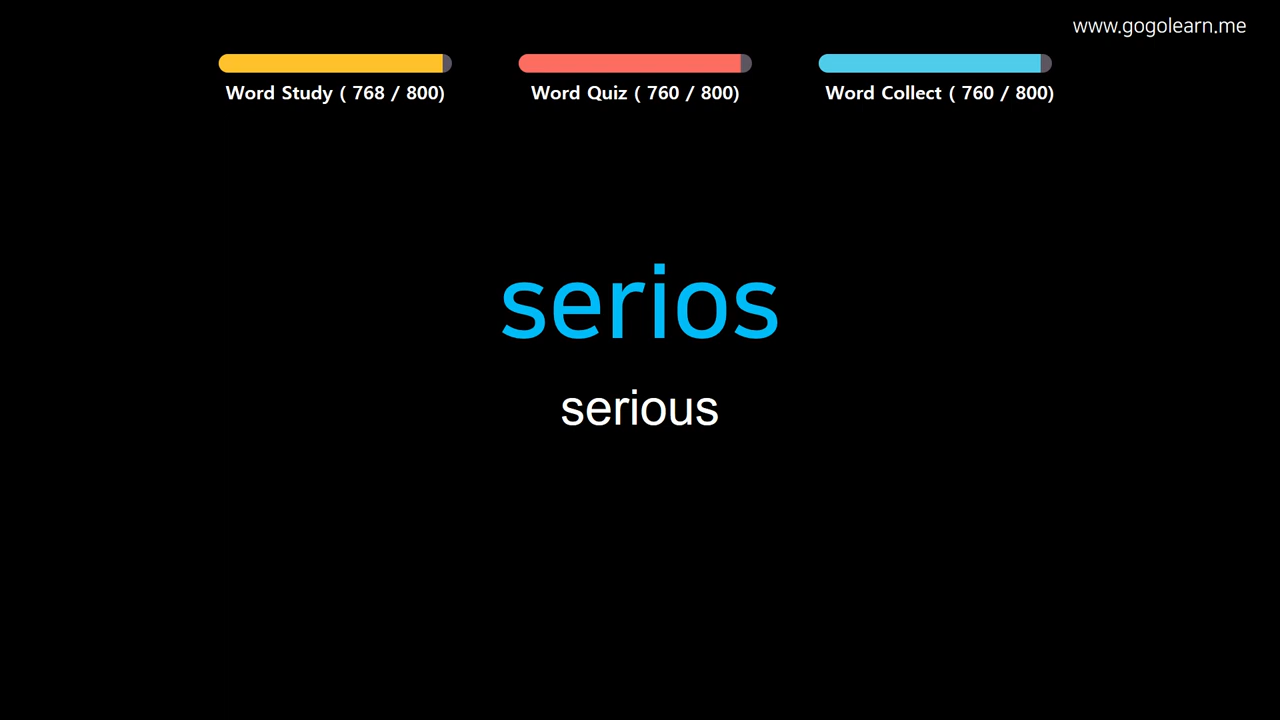 www.gogolearn.me
Word Study ( 768 / 800)
Word Quiz ( 760 / 800)
Word Collect ( 760 / 800)
serios
serious